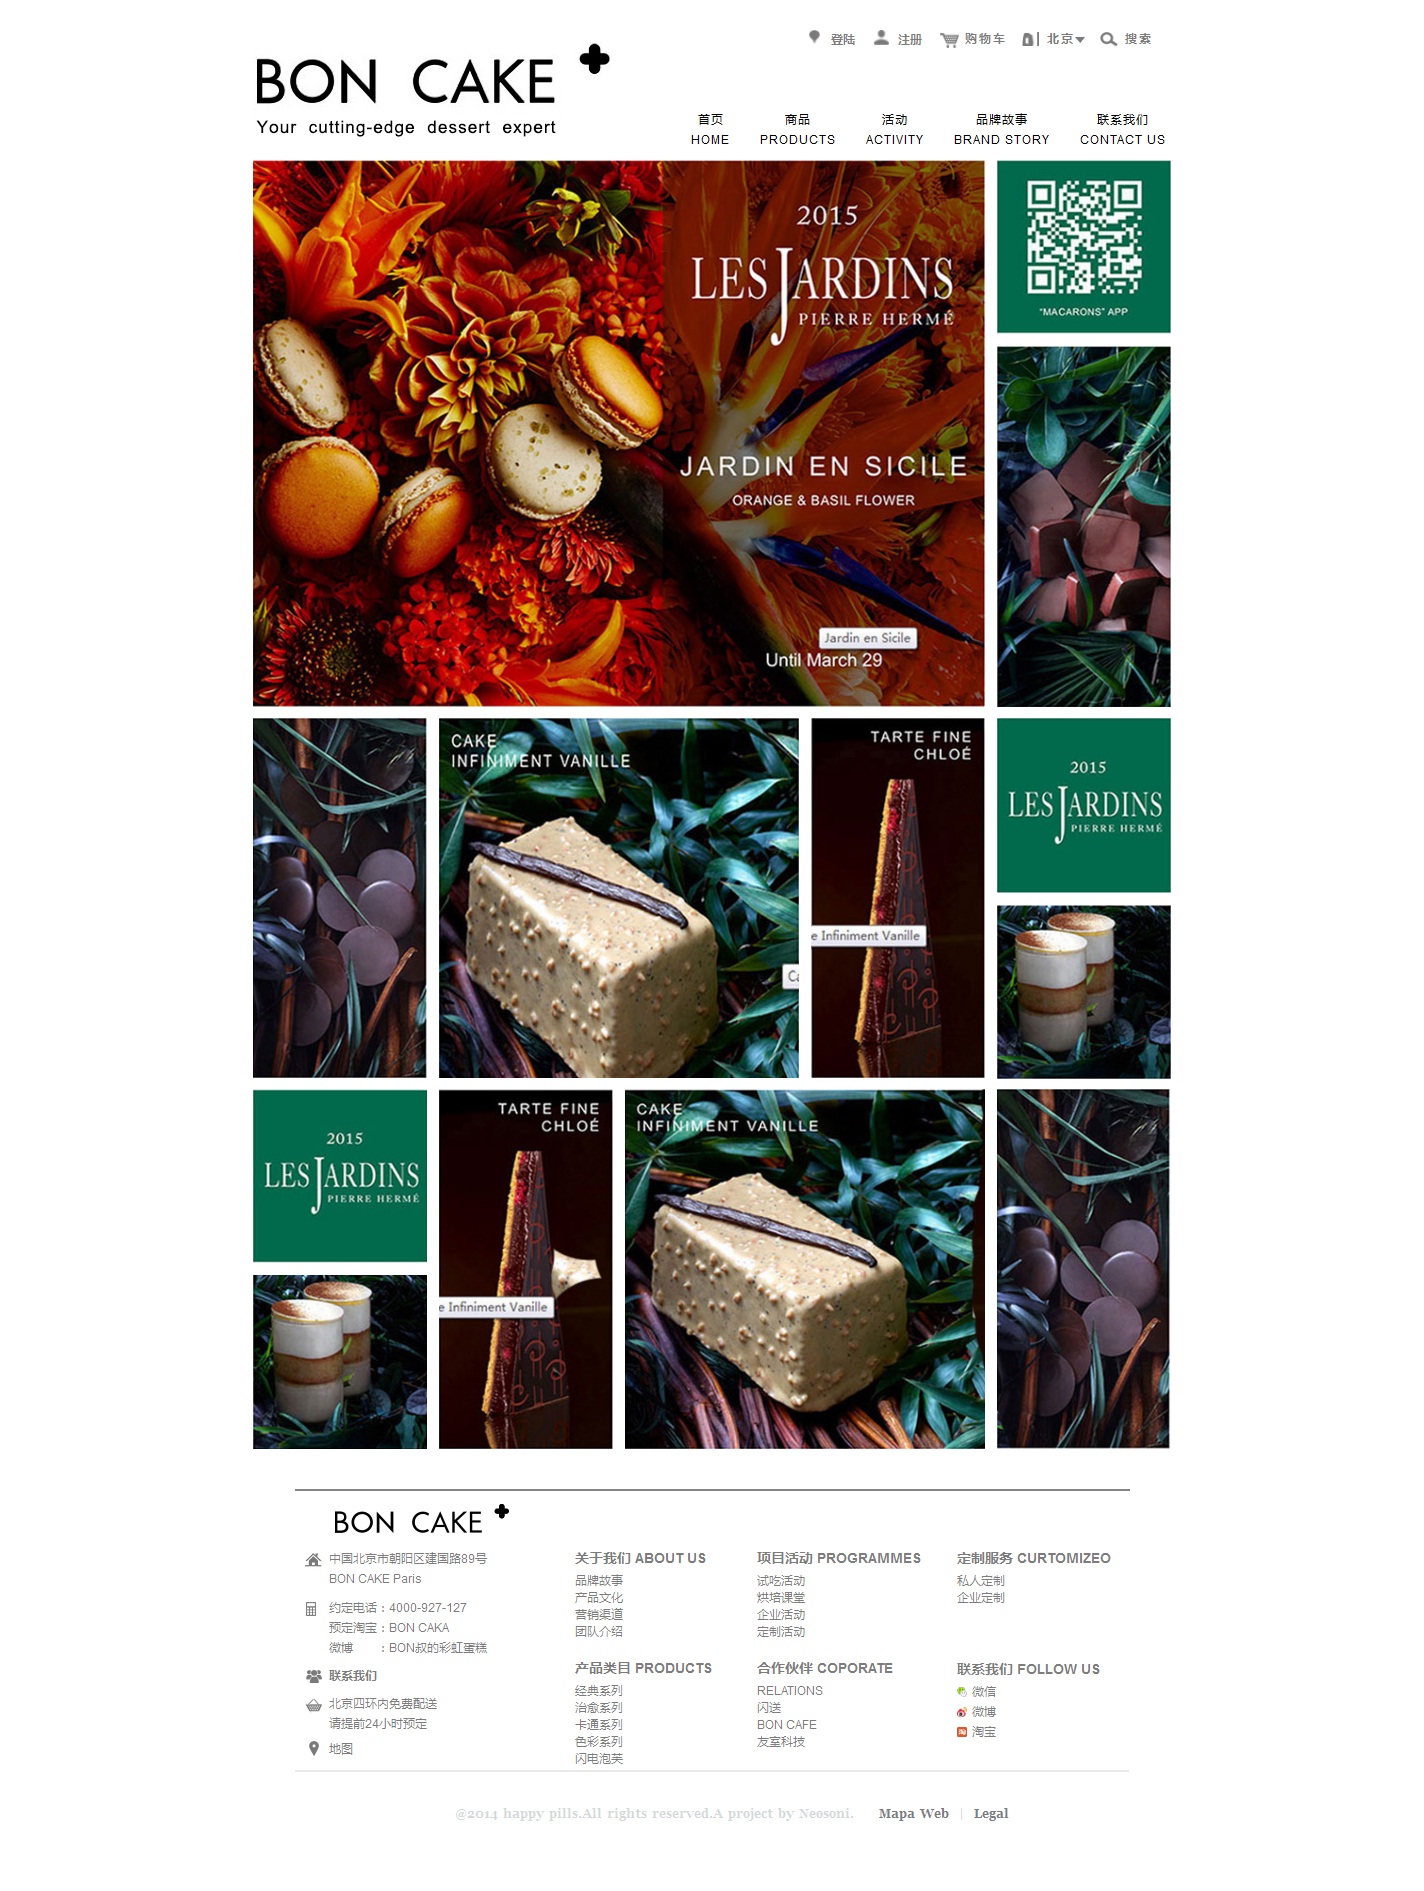 登陆 注册 购物车 北京 搜索
BON CAKE
Your cutting-edge dessert expert
首页 商品 活动 品牌故事 联系我们
HOME PRODUCTS ACTIVITY BRAND STORY CONTACT US
2015
LES JARDINS
PIERRE HERMÉ
"MACARONS" APP
JARDIN EN SICILE
ORANGE & BASIL FLOWER
Jardin en Sicile
Until March 29
CAKE
INFINIMENT VANILLE
TARTE FINE
CHLOÉ
2015
LES JARDINS
PIERRE HERMÉ
e Infiniment Vanille
Ca
2015
LES JARDINS
PIERRE HERMÉ
TARTE FINE
CHLOÉ
CAKE
INFINIMENT VANILLE
e Infiniment Vanille
BON CAKE
中国北京市朝阳区建国路89号
BON CAKE Paris
约定电话：4000-927-127
预定淘宝：BON CAKA
微博 ：BON叔的彩虹蛋糕
联系我们
北京四环内免费配送
请提前24小时预定
地图
关于我们 ABOUT US
品牌故事
产品文化
营销渠道
团队介绍
项目活动 PROGRAMMES
试吃活动
烘培课堂
企业活动
定制活动
定制服务 CURTOMIZEO
私人定制
企业定制
产品类目 PRODUCTS
经典系列
治愈系列
卡通系列
色彩系列
闪电泡芙
合作伙伴 COPORATE
RELATIONS
闪送
BON CAFE
友室科技
联系我们 FOLLOW US
微信
微博
淘宝
@2014 happy pills.All rights reserved.A project by Neosoni. Mapa Web | Legal